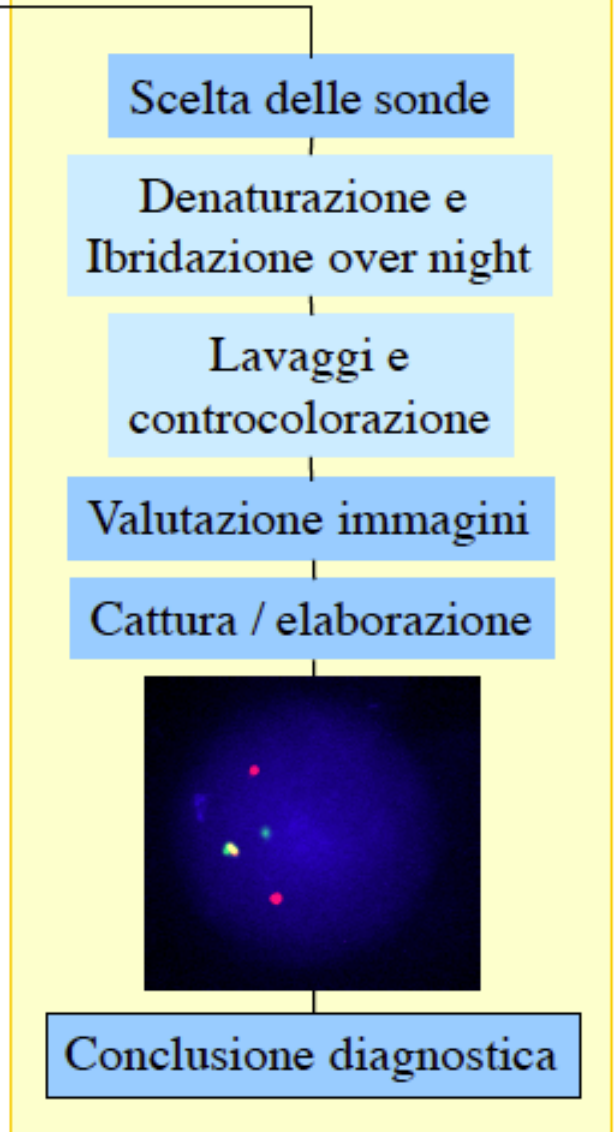 Scelta delle sonde
Denaturazione e
Ibridazione over night
Lavaggi e
controcolorazione
Valutazione immagini
Cattura / elaborazione
Conclusione diagnostica